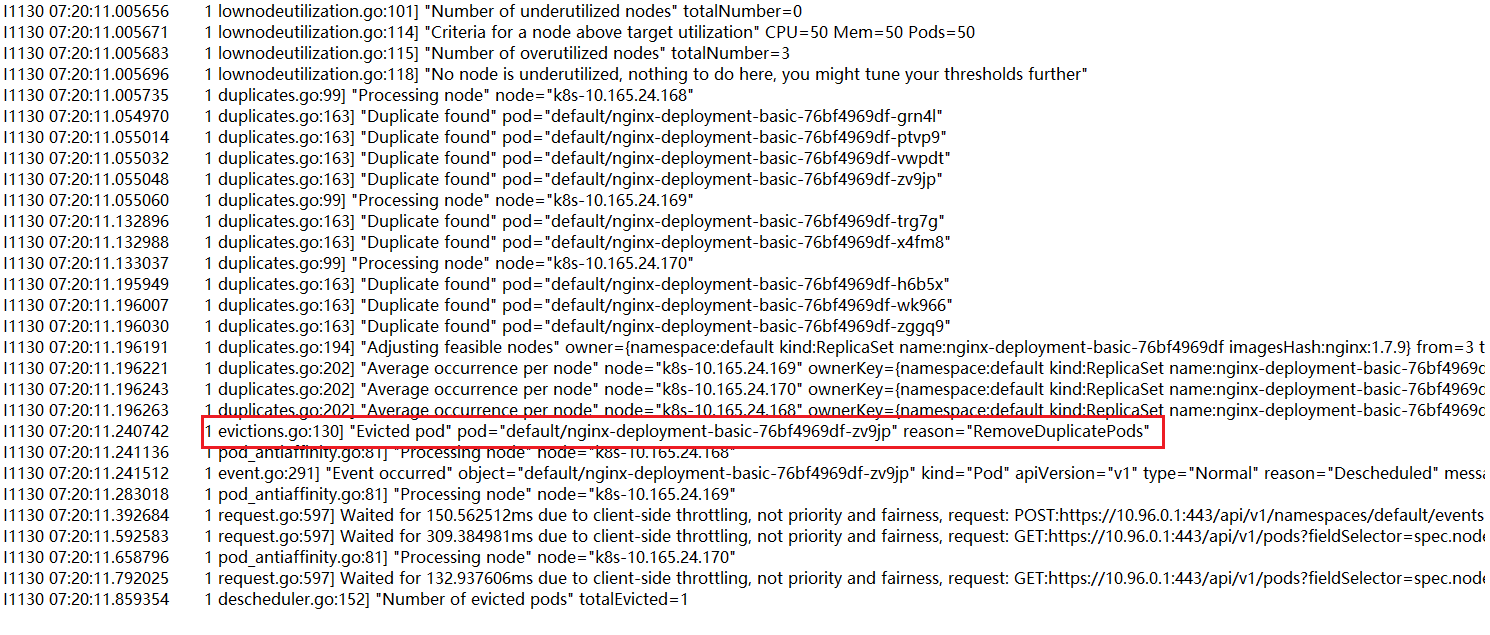 I1130 07:20:11.005656 1 lownodeutilization.go:101] "Number of underutilized nodes" totalNumber=0
I1130 07:20:11.005671 1 lownodeutilization.go:114] "Criteria for a node above target utilization" CPU=50 Mem=50 Pods=50
I1130 07:20:11.005683 1 lownodeutilization.go:115] "Number of overutilized nodes" totalNumber=3
I1130 07:20:11.005696 1 lownodeutilization.go:118] "No node is underutilized, nothing to do here, you might tune your thresholds further"
I1130 07:20:11.005735 1 duplicates.go:99] "Processing node" node="k8s-10.165.24.168"
I1130 07:20:11.054970 1 duplicates.go:163] "Duplicate found" pod="default/nginx-deployment-basic-76bf4969df-grn4l"
I1130 07:20:11.055014 1 duplicates.go:163] "Duplicate found" pod="default/nginx-deployment-basic-76bf4969df-ptvp9"
I1130 07:20:11.055032 1 duplicates.go:163] "Duplicate found" pod="default/nginx-deployment-basic-76bf4969df-vwpdt"
I1130 07:20:11.055048 1 duplicates.go:163] "Duplicate found" pod="default/nginx-deployment-basic-76bf4969df-zv9jp"
I1130 07:20:11.055060 1 duplicates.go:99] "Processing node" node="k8s-10.165.24.169"
I1130 07:20:11.132896 1 duplicates.go:163] "Duplicate found" pod="default/nginx-deployment-basic-76bf4969df-trg7g"
I1130 07:20:11.132988 1 duplicates.go:163] "Duplicate found" pod="default/nginx-deployment-basic-76bf4969df-x4fm8"
I1130 07:20:11.133037 1 duplicates.go:99] "Processing node" node="k8s-10.165.24.170"
I1130 07:20:11.195949 1 duplicates.go:163] "Duplicate found" pod="default/nginx-deployment-basic-76bf4969df-h6b5x"
I1130 07:20:11.196007 1 duplicates.go:163] "Duplicate found" pod="default/nginx-deployment-basic-76bf4969df-wk966"
I1130 07:20:11.196030 1 duplicates.go:163] "Duplicate found" pod="default/nginx-deployment-basic-76bf4969df-zggq9"
I1130 07:20:11.196191 1 duplicates.go:194] "Adjusting feasible nodes" owner={namespace:default kind:ReplicaSet name:nginx-deployment-basic-76bf4969df imagesHash:nginx:1.7.9} from=3 t
I1130 07:20:11.196221 1 duplicates.go:202] "Average occurrence per node" node="k8s-10.165.24.169" ownerKey={namespace:default kind:ReplicaSet name:nginx-deployment-basic-76bf4969d
I1130 07:20:11.196243 1 duplicates.go:202] "Average occurrence per node" node="k8s-10.165.24.170" ownerKey={namespace:default kind:ReplicaSet name:nginx-deployment-basic-76bf4969d
I1130 07:20:11.196263 1 duplicates.go:202] "Average occurrence per node" node="k8s-10.165.24.168" ownerKey={namespace:default kind:ReplicaSet name:nginx-deployment-basic-76bf4969d
I1130 07:20:11.240742 1 evictions.go:130] "Evicted pod" pod="default/nginx-deployment-basic-76bf4969df-zv9jp" reason="RemoveDuplicatePods"
I1130 07:20:11.241136 1 pod_antiaffinity.go:81] "Processing node" node="k8s-10.165.24.168"
I1130 07:20:11.241512 1 event.go:291] "Event occurred" object="default/nginx-deployment-basic-76bf4969df-zv9jp" kind="Pod" apiVersion="v1" type="Normal" reason="Descheduled" messa
I1130 07:20:11.283018 1 pod_antiaffinity.go:81] "Processing node" node="k8s-10.165.24.169"
I1130 07:20:11.392684 1 request.go:597] Waited for 150.562512ms due to client-side throttling, not priority and fairness, request: POST:https://10.96.0.1:443/api/v1/namespaces/default/events
I1130 07:20:11.592583 1 request.go:597] Waited for 309.384981ms due to client-side throttling, not priority and fairness, request: GET:https://10.96.0.1:443/api/v1/pods?fieldSelector=spec.node
I1130 07:20:11.658796 1 pod_antiaffinity.go:81] "Processing node" node="k8s-10.165.24.170"
I1130 07:20:11.792025 1 request.go:597] Waited for 132.937606ms due to client-side throttling, not priority and fairness, request: GET:https://10.96.0.1:443/api/v1/pods?fieldSelector=spec.node
I1130 07:20:11.859354 1 descheduler.go:152] "Number of evicted pods" totalEvicted=1